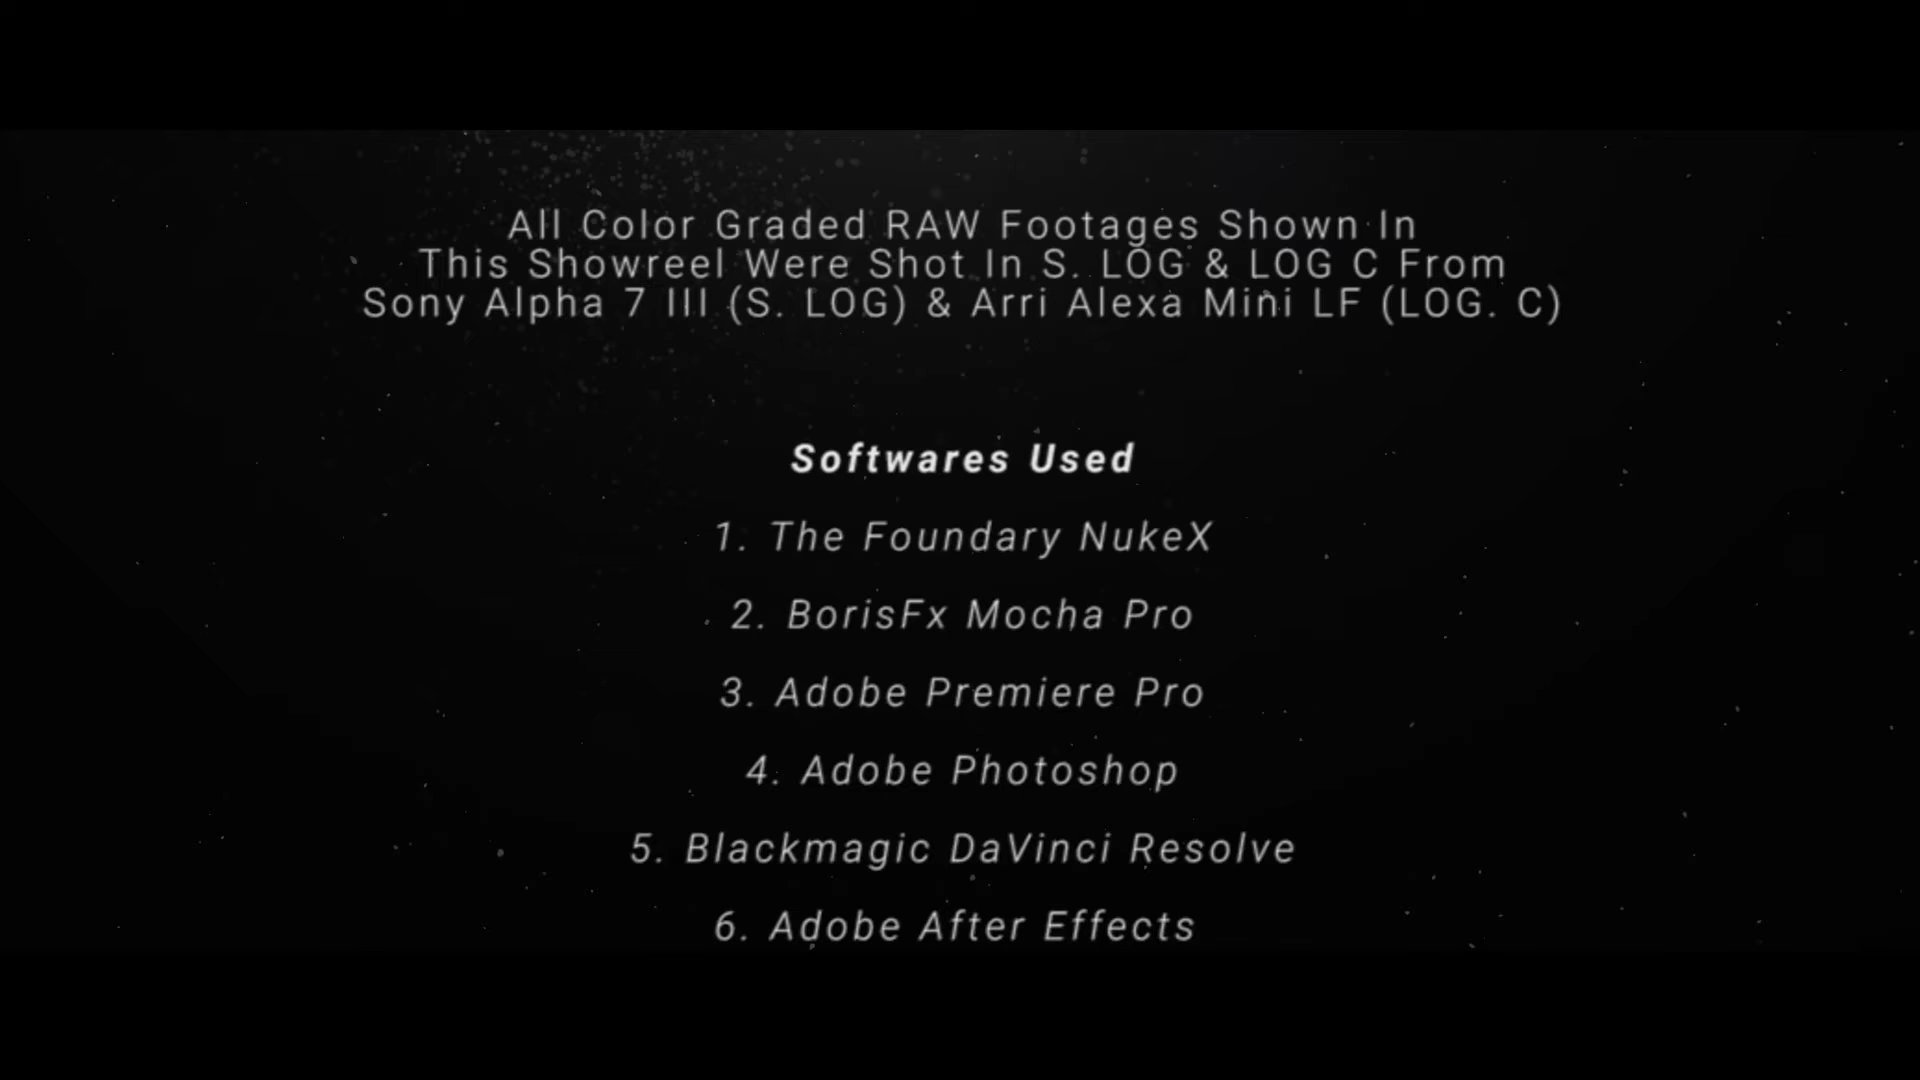 All Color Graded RAW Footages Shown In
This Showreel Were Shot In S. LOG & LOG C From
Sony Alpha 7 III (S. LOG) & Arri Alexa Mini LF (LOG. C)
Softwares Used
1. The Foundary NukeX
2. BorisFx Mocha Pro
3. Adobe Premiere Pro
4. Adobe Photoshop
5. Blackmagic DaVinci Resolve
6. Adobe After Effects